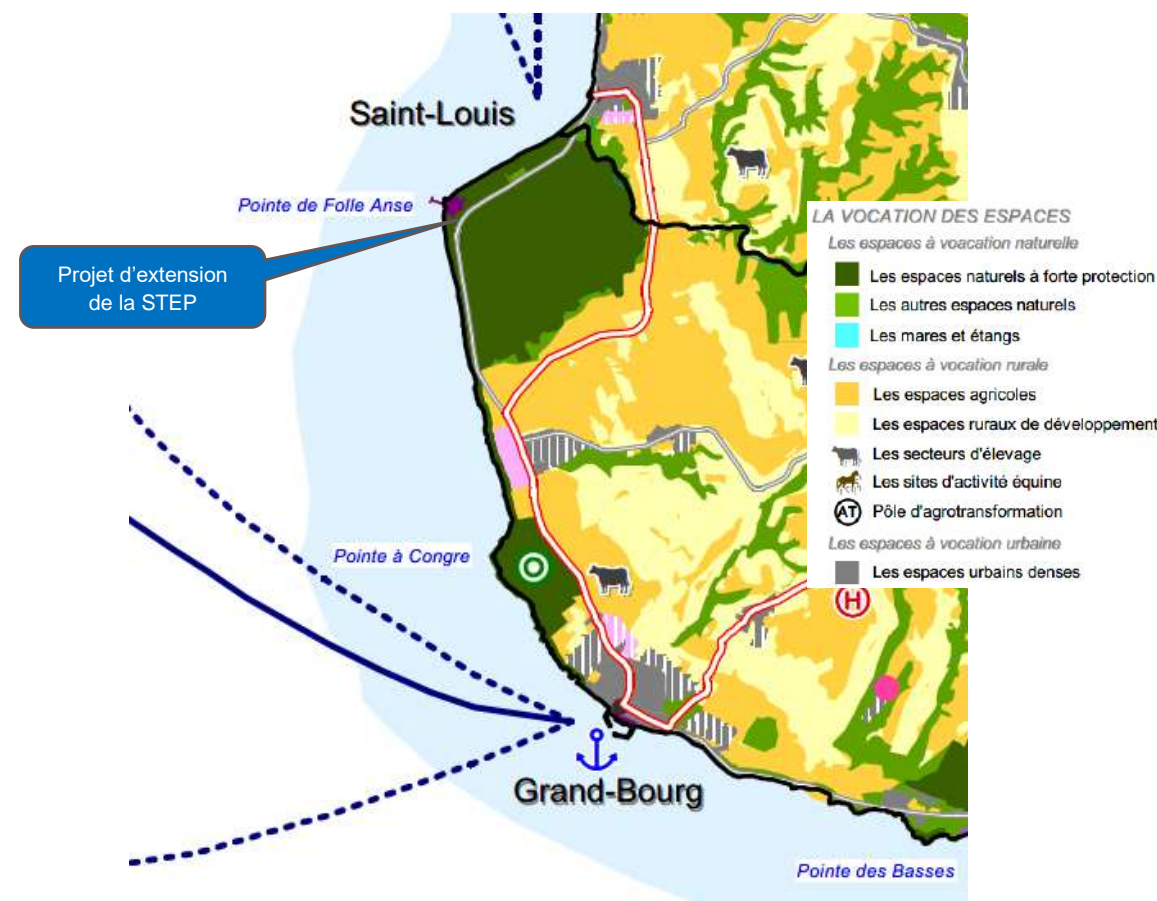 Saint-Louis
Pointe de Folle Anse
Projet d'extension
de la STEP
LA VOCATION DES ESPACES
Les espaces à voacation naturelle
Les espaces naturels à forte protection
Les autres espaces naturels
Les mares et étangs
Les espaces à vocation rurale
Les espaces agricoles
Les espaces ruraux de développement
Les secteurs d'élevage
Les sites d'activité équine
AT Pôle d'agrotransformation
Les espaces à vocation urbaine
Les espaces urbains denses
Pointe à Congre
H
Grand-Bourg
Pointe des Basses